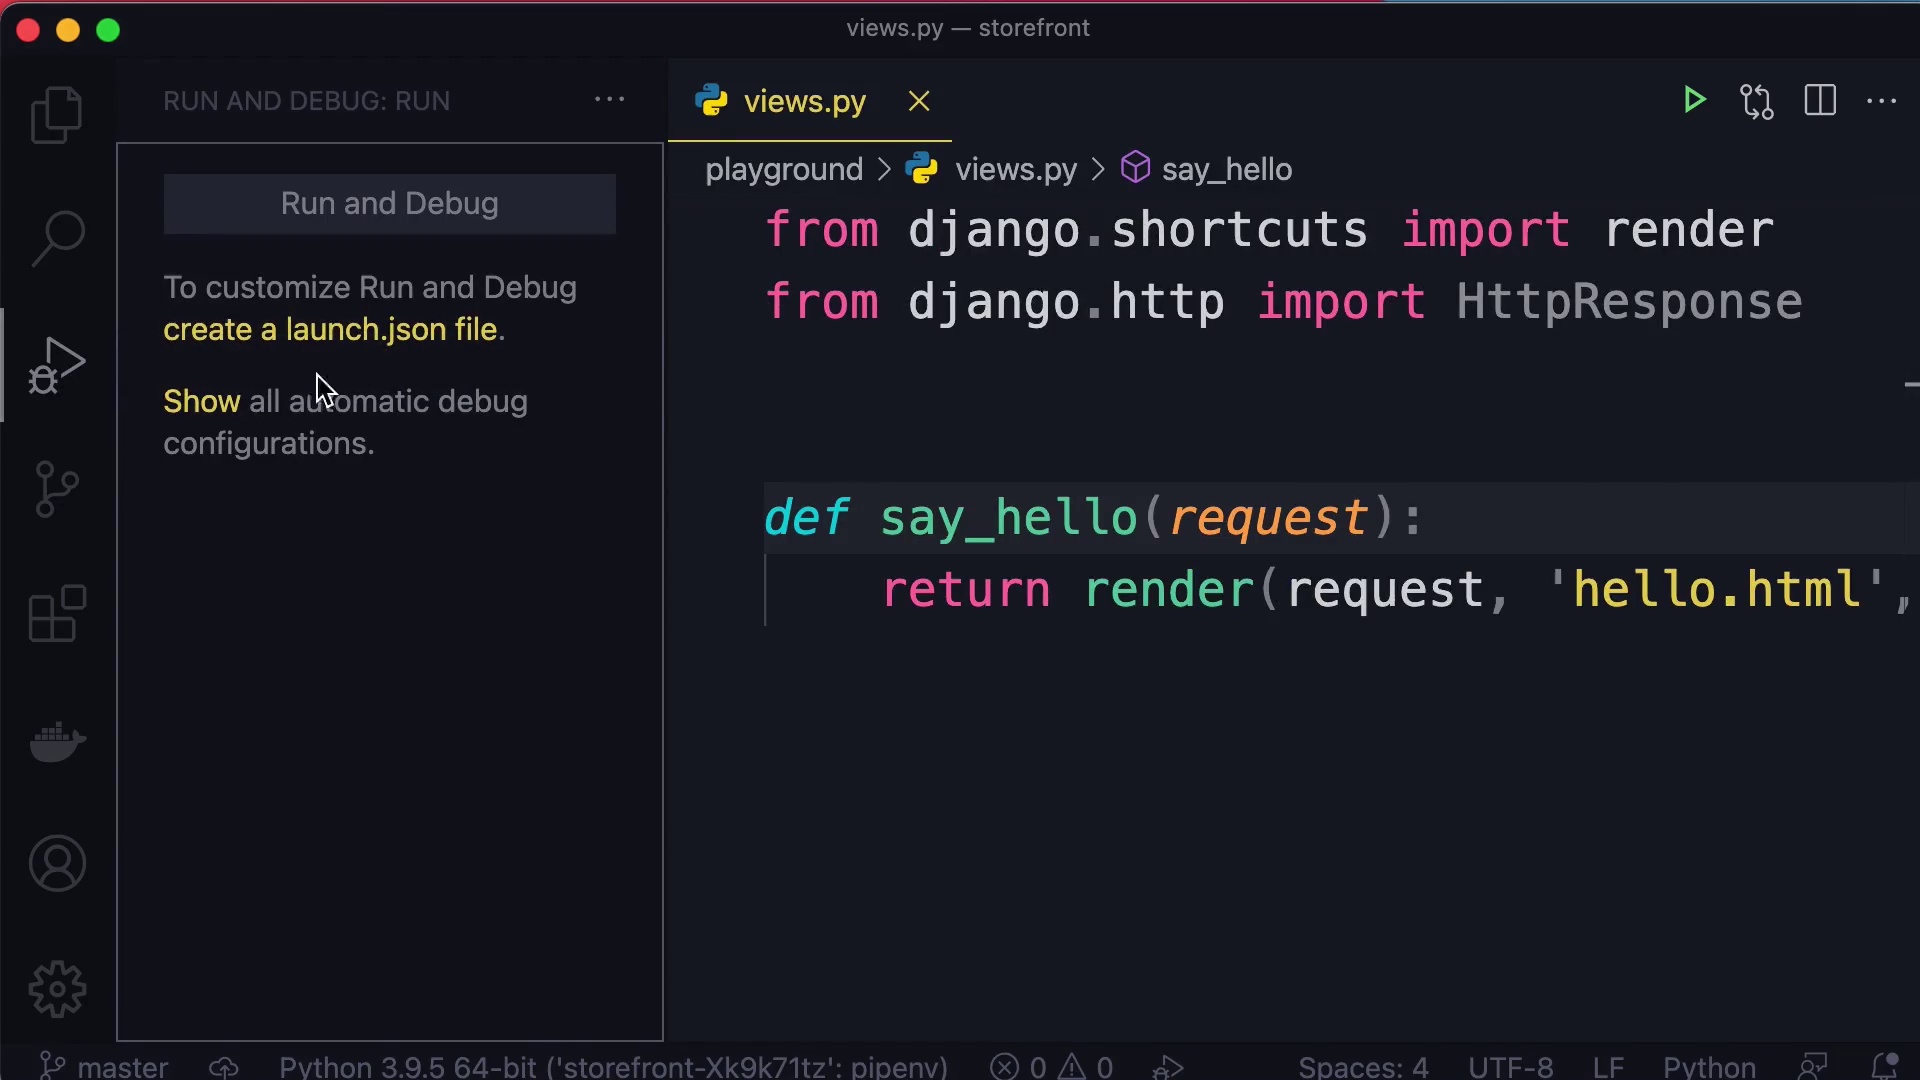 views.py — storefront
RUN AND DEBUG: RUN
Run and Debug
To customize Run and Debug
create a launch.json file.
Show all automatic debug
configurations.
views.py
playground > views.py > say_hello
from django.shortcuts import render
from django.http import HttpResponse
def say_hello(request):
return render(request, 'hello.html',
master
Python 3.9.5 64-bit ('storefront-Xk9k71tz': pipenv)
0
0
Spaces: 4
UTF-8
LF
Python